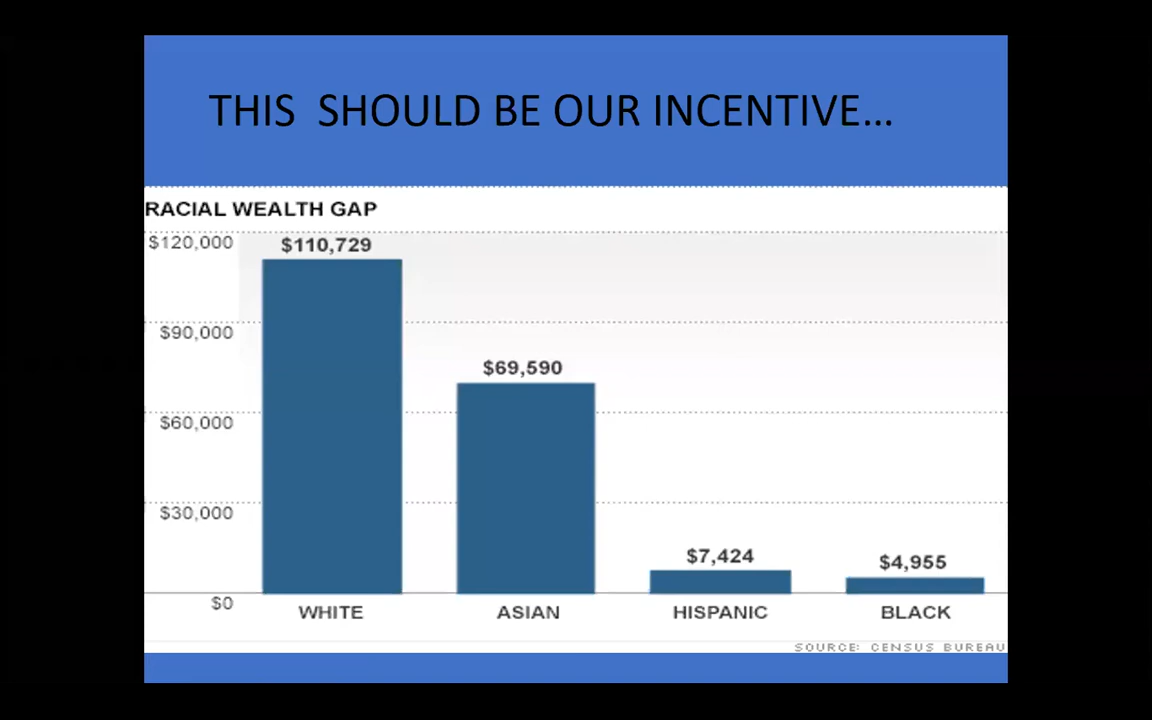 THIS SHOULD BE OUR INCENTIVE...
RACIAL WEALTH GAP
$120,000
$110,729
$90,000
$69,590
$60,000
$30,000
$7,424
$4,955
$0
WHITE ASIAN HISPANIC BLACK
SOURCE: CENSUS BUREAU